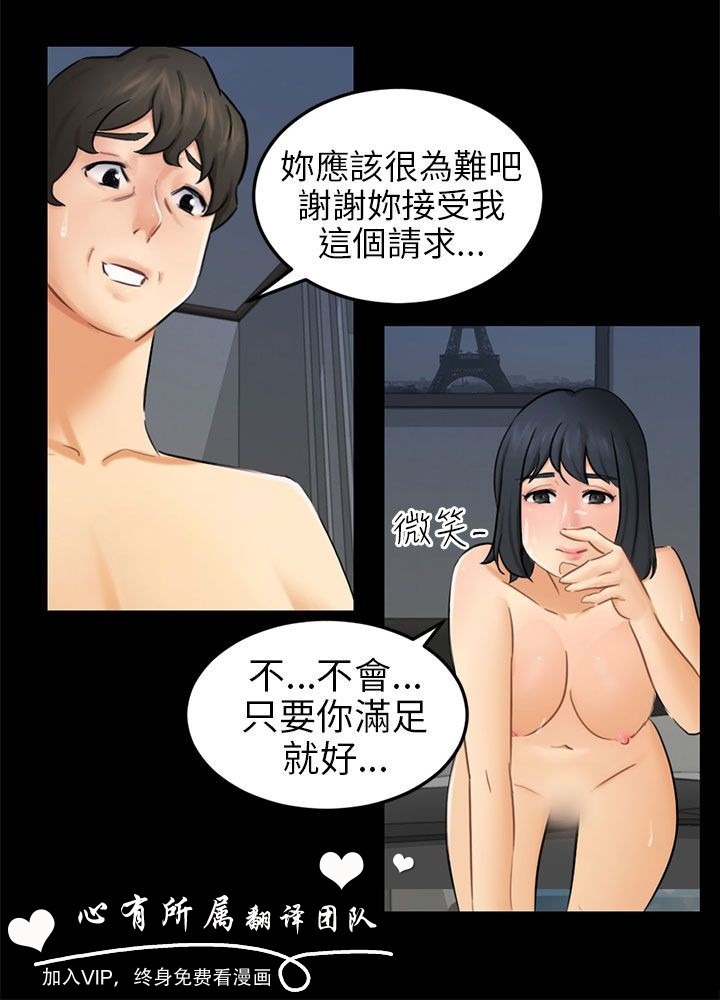 妳應該很為難吧
謝謝妳接受我
這個請求...
微笑~
不...不會...
只要你滿足
就好...
心有所属翻译团队
加入VIP，终身免费看漫画